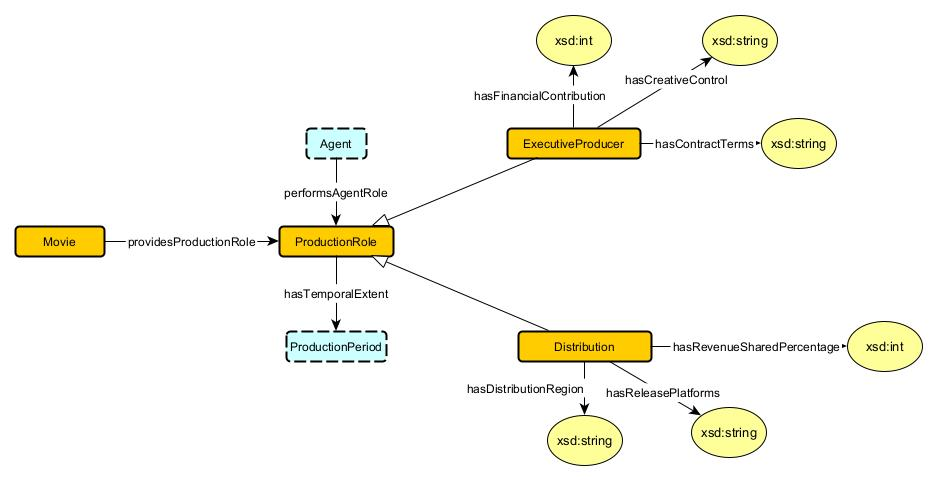 xsd:int
xsd:string
hasCreativeControl
hasFinancialContribution
Agent
ExecutiveProducer
hasContractTerms
xsd:string
performsAgentRole
Movie
providesProductionRole
ProductionRole
hasTemporalExtent
ProductionPeriod
Distribution
hasRevenueSharedPercentage
xsd:int
hasDistributionRegion
hasReleasePlatforms
xsd:string
xsd:string